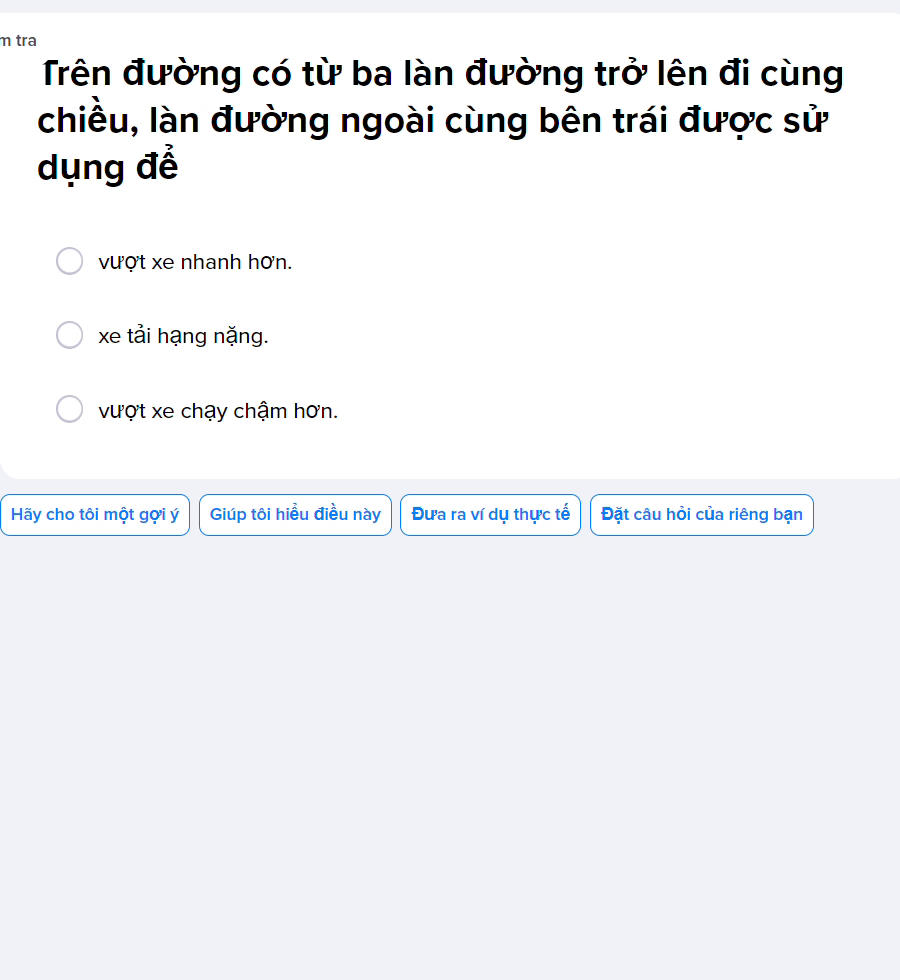 m tra
Trên đường có từ ba làn đường trở lên đi cùng
chiều, làn đường ngoài cùng bên trái được sử
dụng để
vượt xe nhanh hơn.
xe tải hạng nặng.
vượt xe chạy chậm hơn.
Hãy cho tôi một gợi ý
Giúp tôi hiểu điều này
Đưa ra ví dụ thực tế
Đặt câu hỏi của riêng bạn